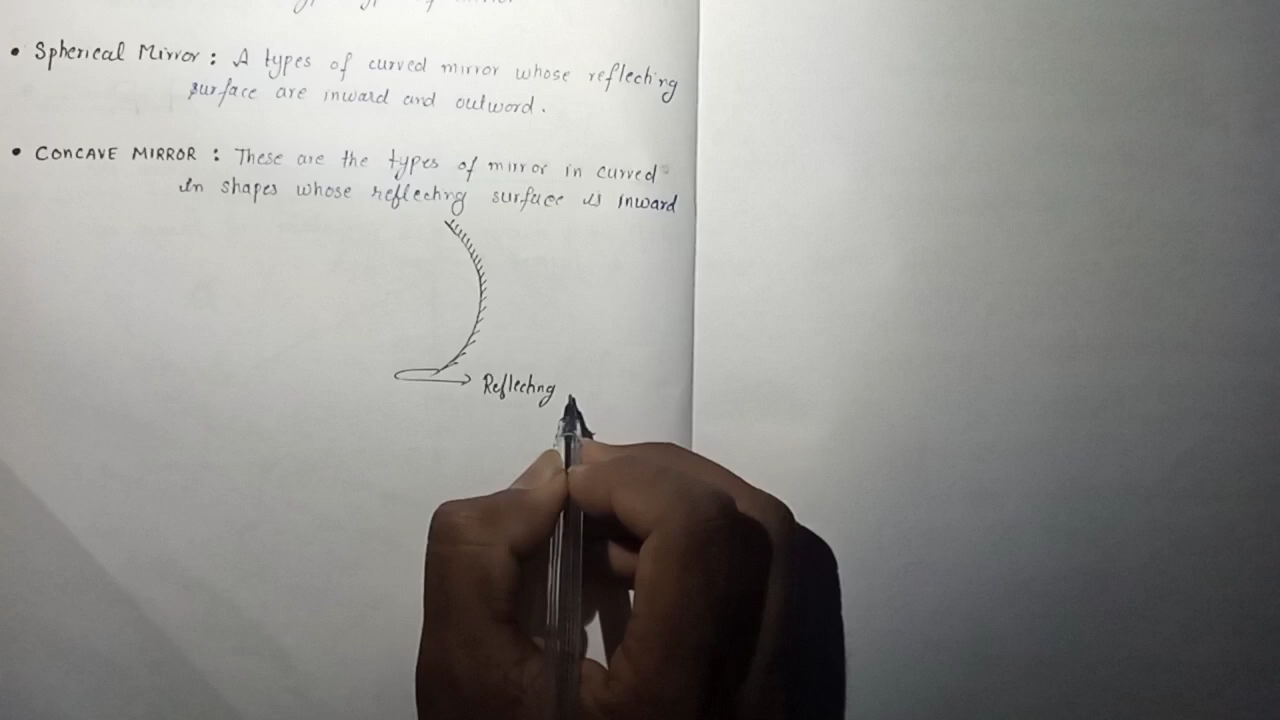 • Spherical Mirror : A types of curved mirror whose reflecting
surface are inward and outword.
• CONCAVE MIRROR : These are the types of mirror in curved
in shapes whose reflecting surface is inward
Reflecting